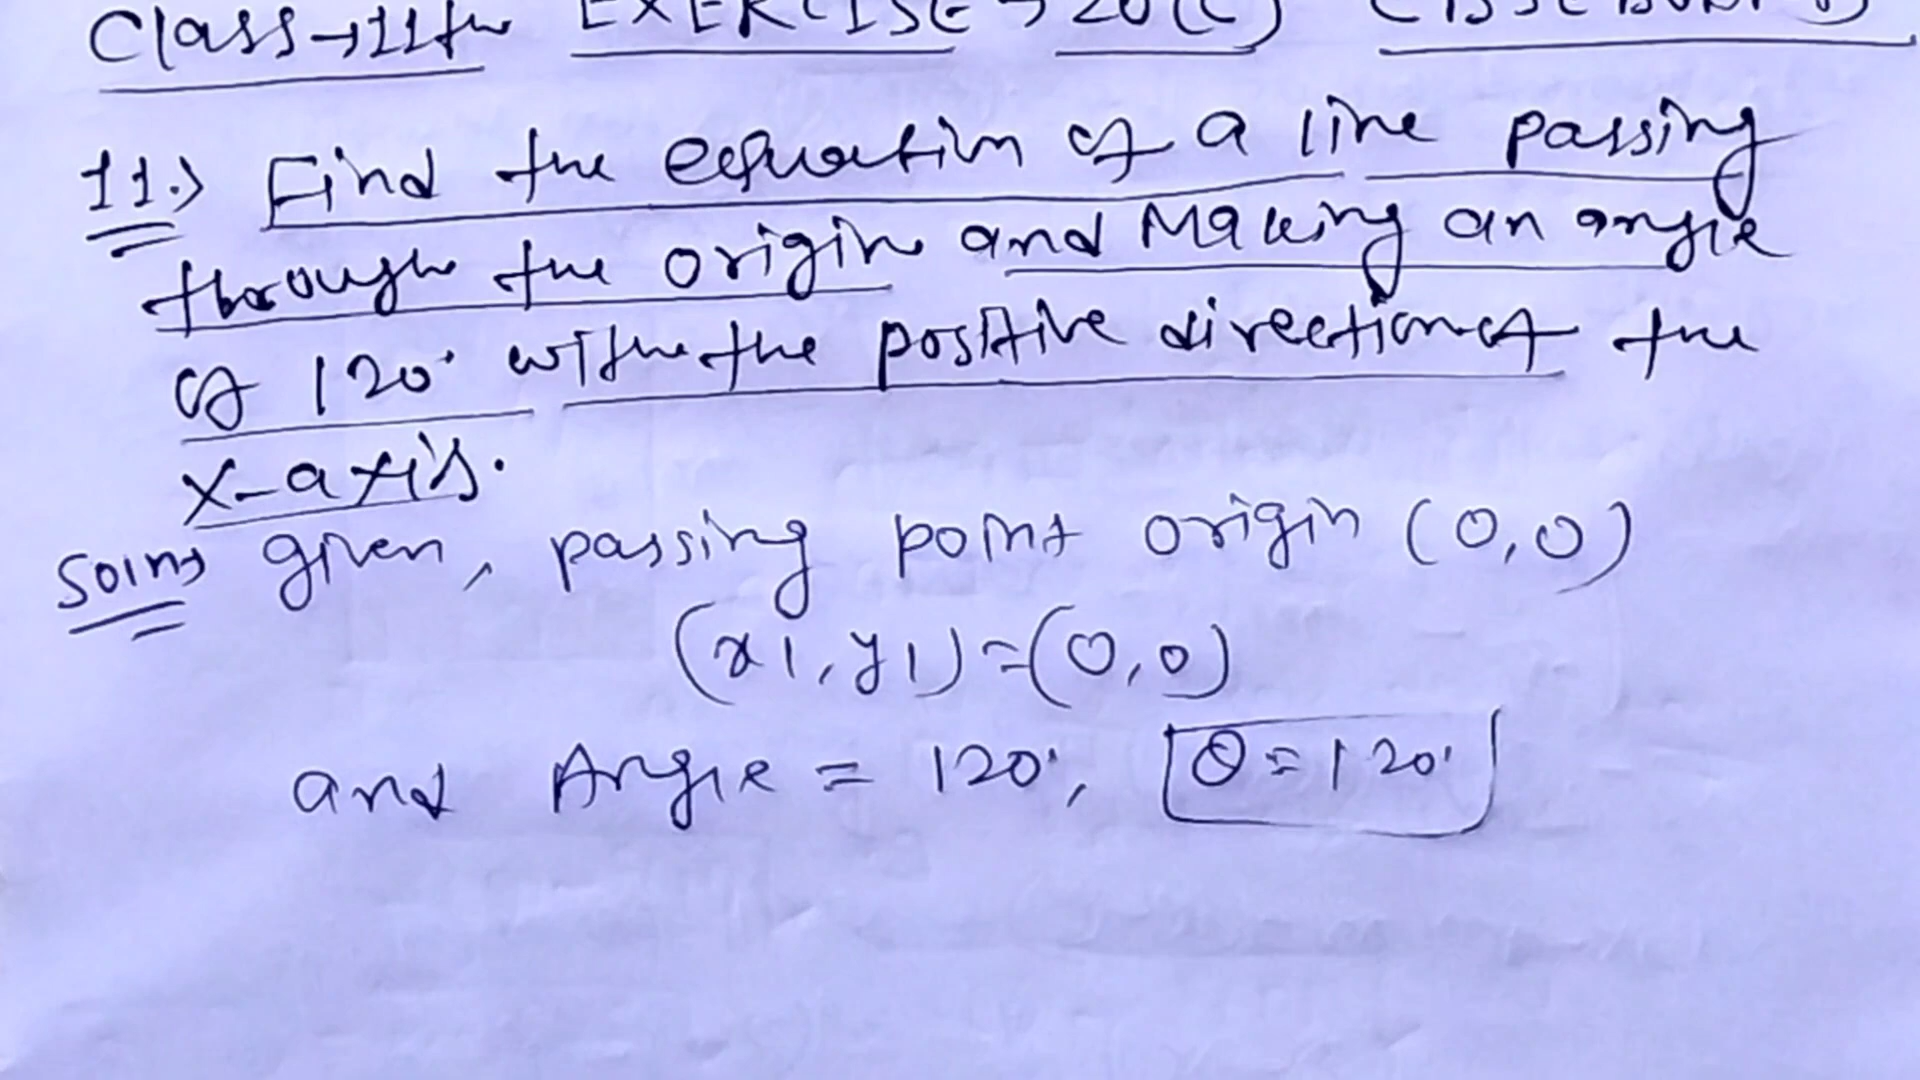 Class→11th EXERCISE → 20(C)
11.) Find the equation of a line passing
through the origin and Making an angle
of 120° with the positive direction of the
x-axis.
Soln) given, passing point origin (0,0)
(x1,y1)=(0,0)
and Angle = 120°, θ=120°